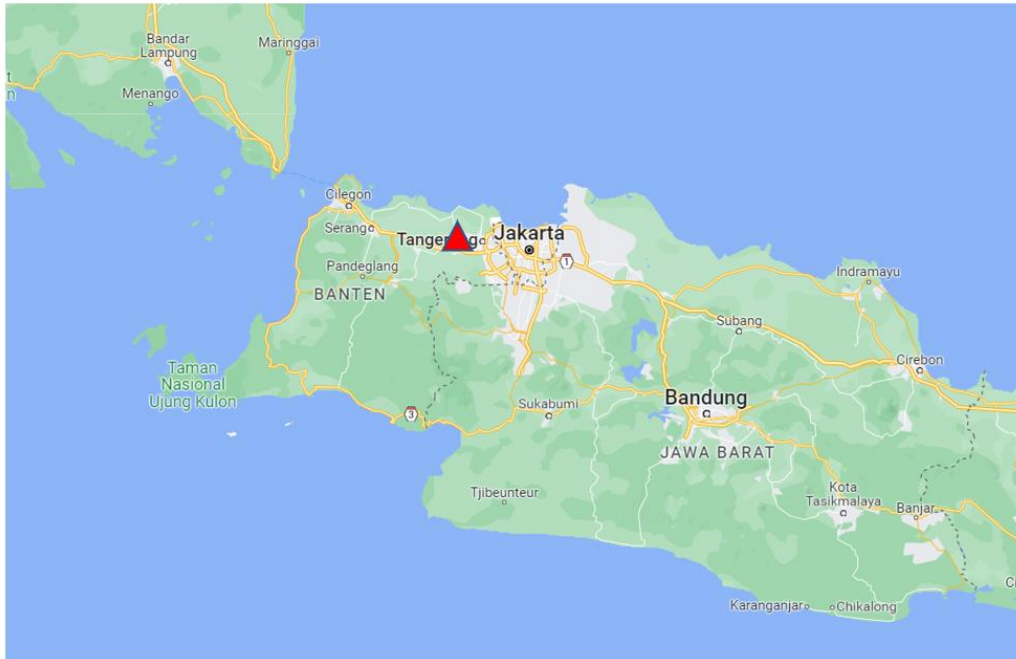 Bandar
Lampung
Maringgai
Menango
Cilegon
Serang
Jakarta
1
Pandeglang
BANTEN
Indramayu
Subang
Taman
Nasional
Ujung Kulon
Cirebon
Bandung
3
Sukabumi
JAWA BARAT
Tjibeunteur
Kota
Tasikmalaya
Banjar
Karanganjar
Chikalong